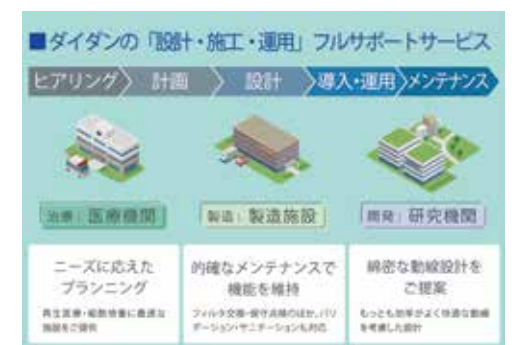 ■ダイダンの「設計・施工・運用」フルサポートサービス
ヒアリング 計画 設計 導入・運用 メンテナンス
治療：医療機関 製造：製造施設 開発：研究機関
ニーズに応えた
プランニング
再生医療・細胞培養に最適な
施設をご提供
的確なメンテナンスで
機能を維持
フィルタ交換・保守点検のほか、バリ
デーション・サニテーションも対応
綿密な動線設計を
ご提案
もっとも効率がよく快適な動線
を考慮した設計